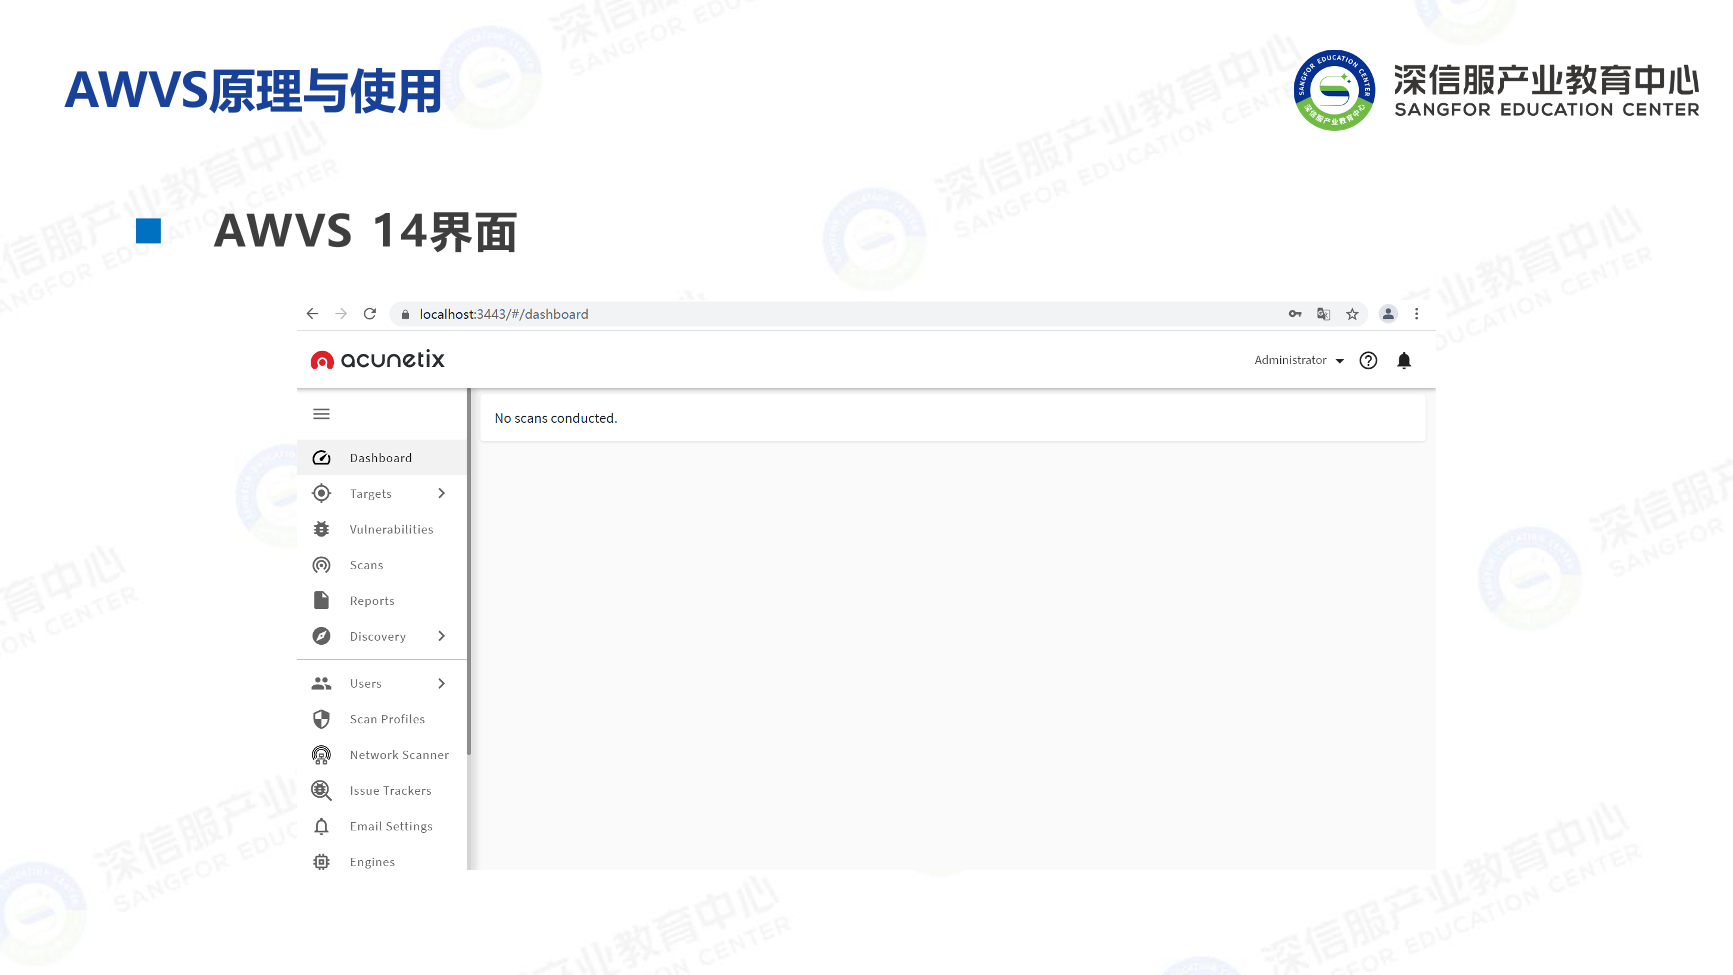 AWVS原理与使用
深信服产业教育中心
SANGFOR EDUCATION CENTER
AWVS 14界面
localhost:3443/#/dashboard
acunetix
Administrator
No scans conducted.
Dashboard
Targets
Vulnerabilities
Scans
Reports
Discovery
Users
Scan Profiles
Network Scanner
Issue Trackers
Email Settings
Engines